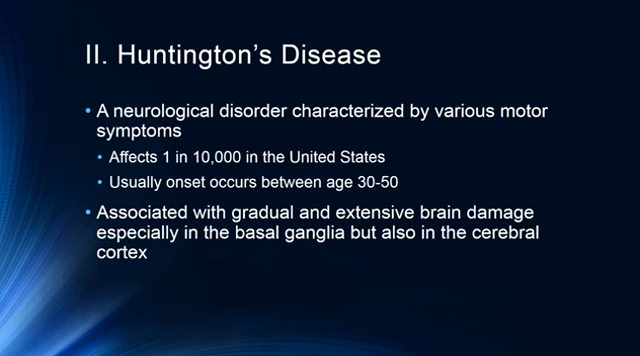 II. Huntington’s Disease
• A neurological disorder characterized by various motor
symptoms
• Affects 1 in 10,000 in the United States
• Usually onset occurs between age 30-50
• Associated with gradual and extensive brain damage
especially in the basal ganglia but also in the cerebral
cortex